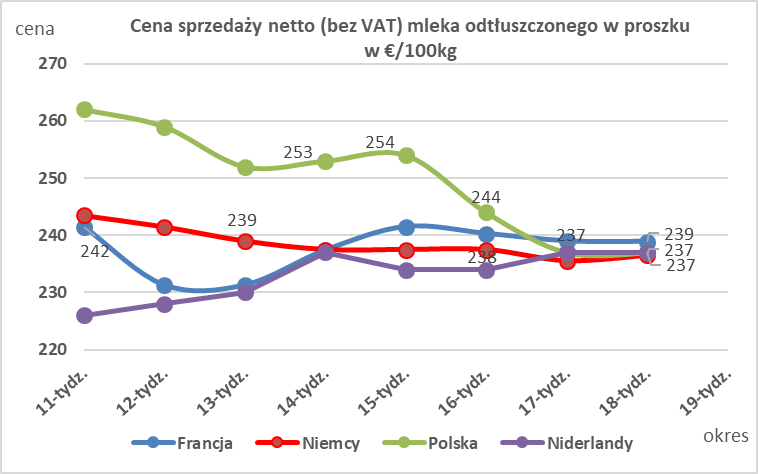 cena
Cena sprzedaży netto (bez VAT) mleka odtłuszczonego w proszku
w €/100kg
270
260
250
240
230
220
242
239
253
254
244
238
237
239
237
237
11-tydz.
12-tydz.
13-tydz.
14-tydz.
15-tydz.
16-tydz.
17-tydz.
18-tydz.
19-tydz.
okres
Francja Niemcy Polska Niderlandy